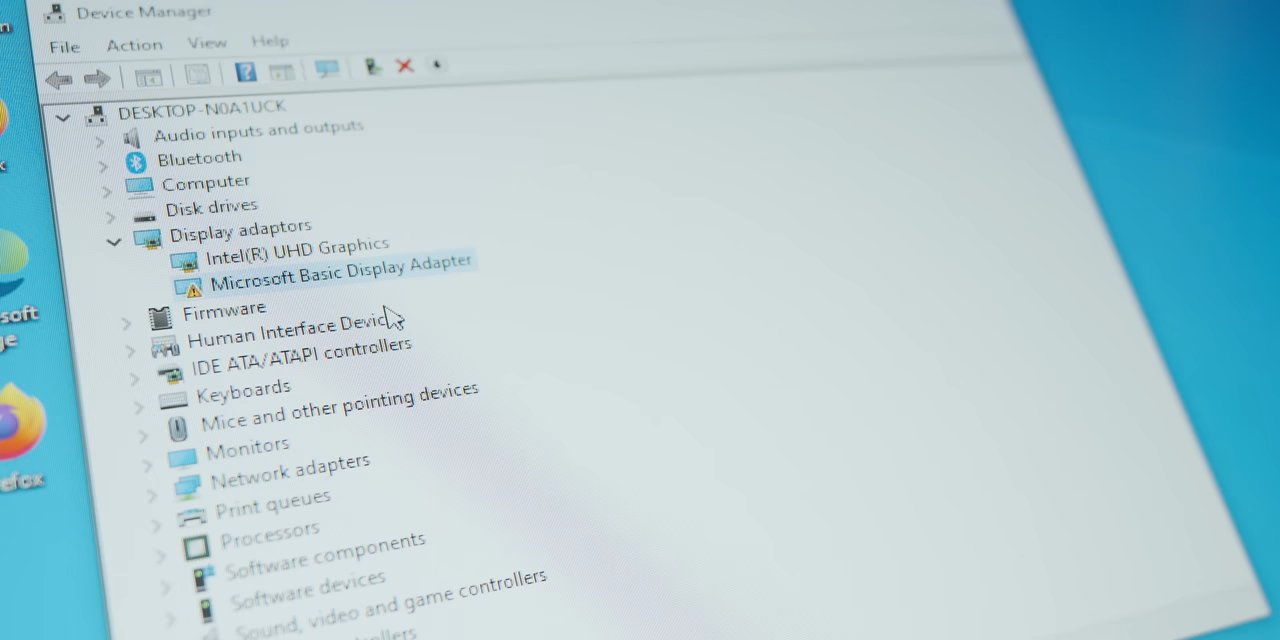 Device Manager
File Action View Help
DESKTOP-N0A1UCK
Audio inputs and outputs
Bluetooth
Computer
Disk drives
Display adaptors
Intel(R) UHD Graphics
Microsoft Basic Display Adapter
Firmware
Human Interface Devic
IDE ATA/ATAPI controllers
Keyboards
Mice and other pointing devices
Monitors
Network adapters
Print queues
Processors
Software components
Software devices
Sound, video and game controllers
soft
ge
efox